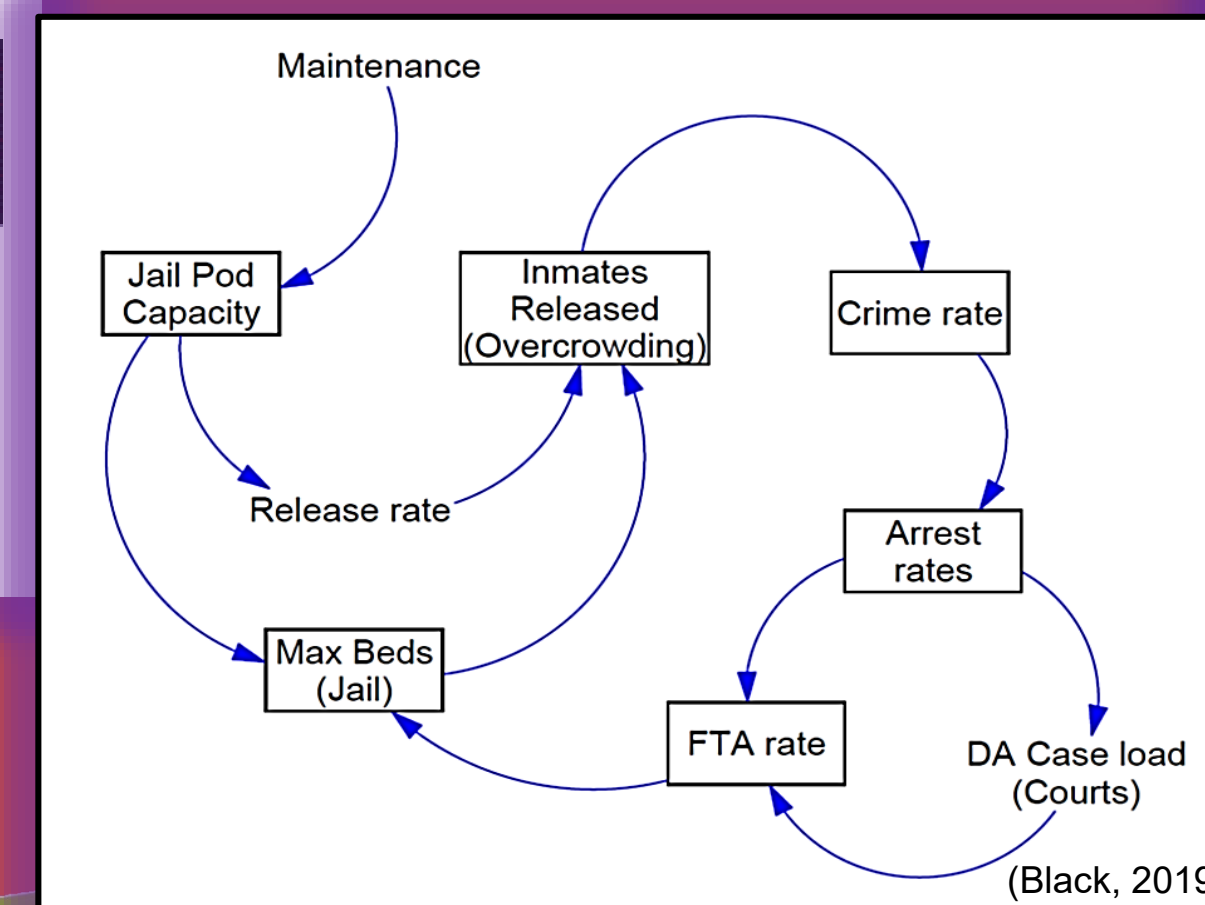 Maintenance
Jail Pod
Capacity
Inmates
Released
(Overcrowding)
Crime rate
Release rate
Arrest
rates
Max Beds
(Jail)
FTA rate
DA Case load
(Courts)
(Black, 2019